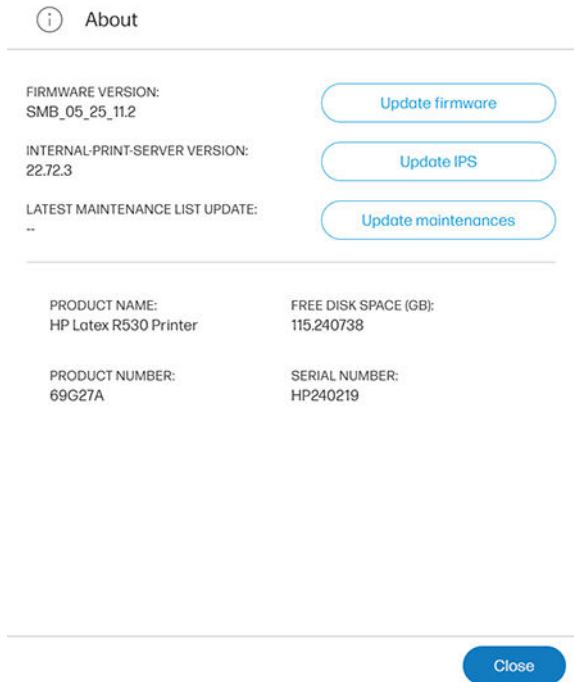 About
FIRMWARE VERSION:
SMB_05_25_11.2
Update firmware
INTERNAL-PRINT-SERVER VERSION:
22.72.3
Update IPS
LATEST MAINTENANCE LIST UPDATE:
--
Update maintenances
PRODUCT NAME:
HP Latex R530 Printer
FREE DISK SPACE (GB):
115.240738
PRODUCT NUMBER:
69G27A
SERIAL NUMBER:
HP240219
Close